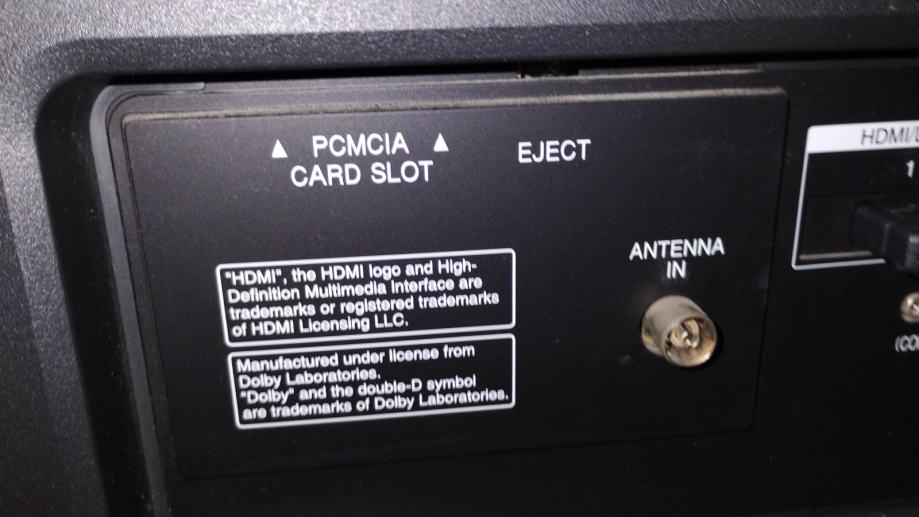 ▲ PCMCIA ▲
CARD SLOT
EJECT
"HDMI", the HDMI logo and High-
Definition Multimedia Interface are
trademarks or registered trademarks
of HDMI Licensing LLC.
Manufactured under license from
Dolby Laboratories.
"Dolby" and the double-D symbol
are trademarks of Dolby Laboratories.
ANTENNA
IN
HDMI/
1